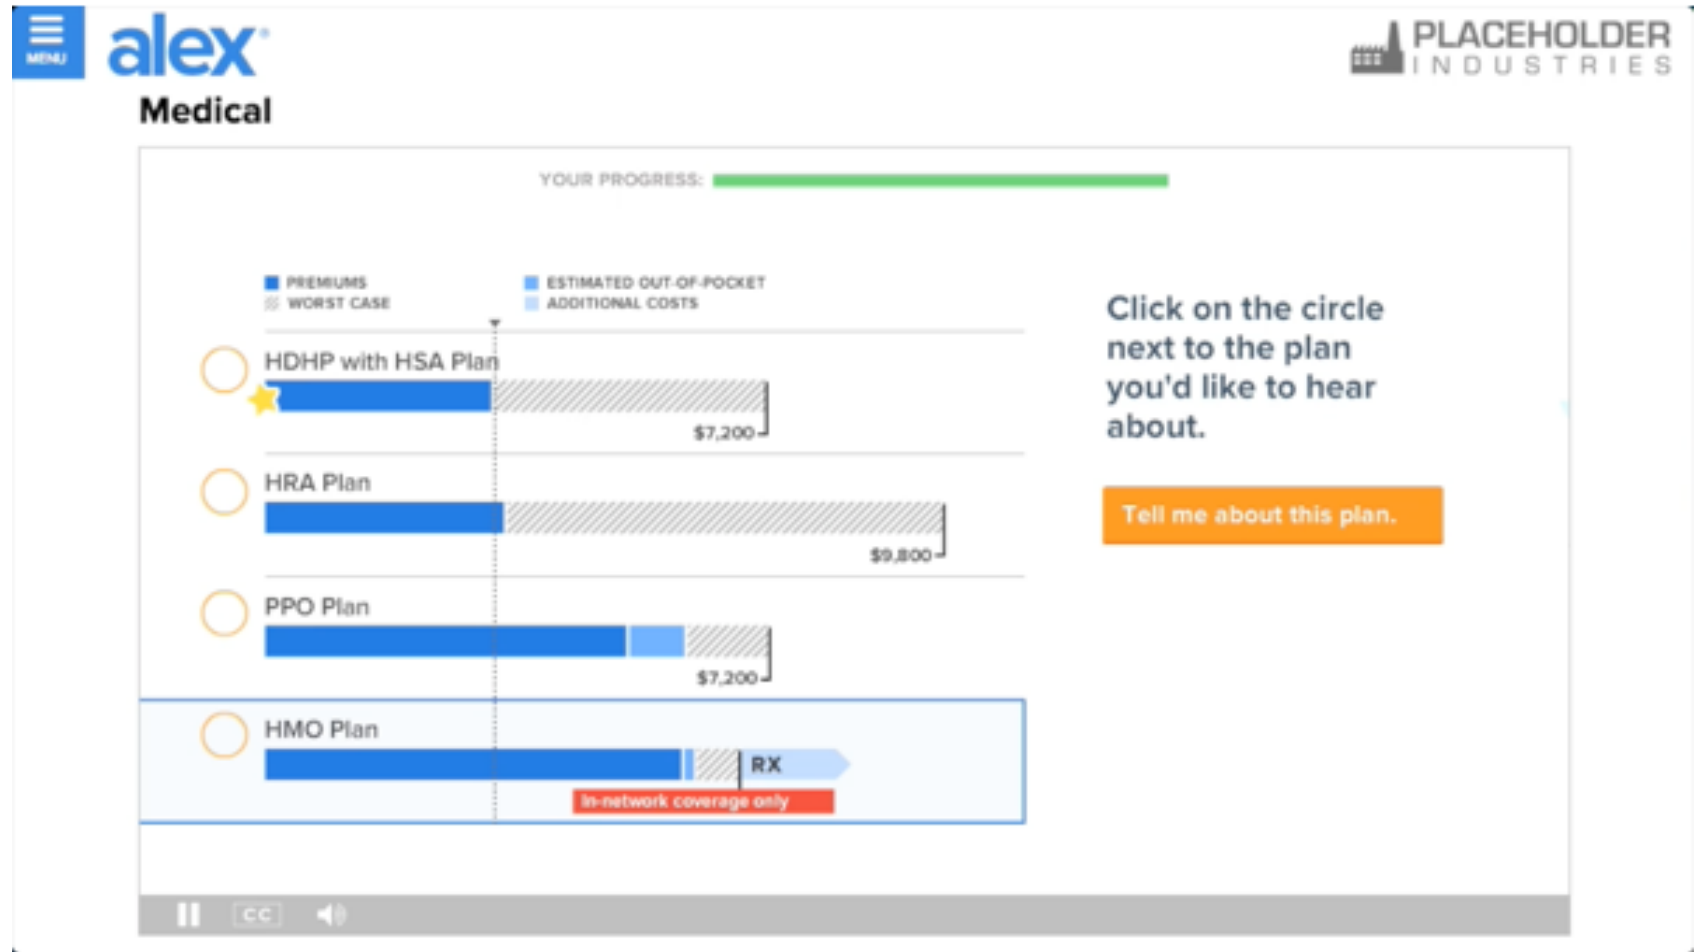 MENU
alex
PLACEHOLDER
INDUSTRIES
Medical
YOUR PROGRESS:
PREMIUMS
ESTIMATED OUT-OF-POCKET
WORST CASE
ADDITIONAL COSTS
HDHP with HSA Plan
$7,200
HRA Plan
$9,800
PPO Plan
$7,200
HMO Plan
RX
In-network coverage only
Click on the circle
next to the plan
you'd like to hear
about.
Tell me about this plan.
CC